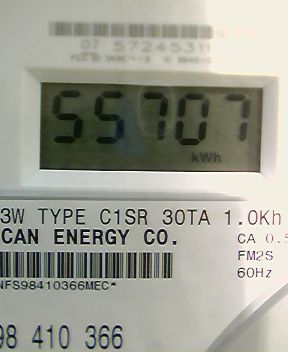 07 57245311
55707
kWh
3W TYPE C1SR 30TA 1.0Kh
CAN ENERGY CO.
CA 0.5
FM2S
NFS98410366MEC*
60Hz
98 410 366